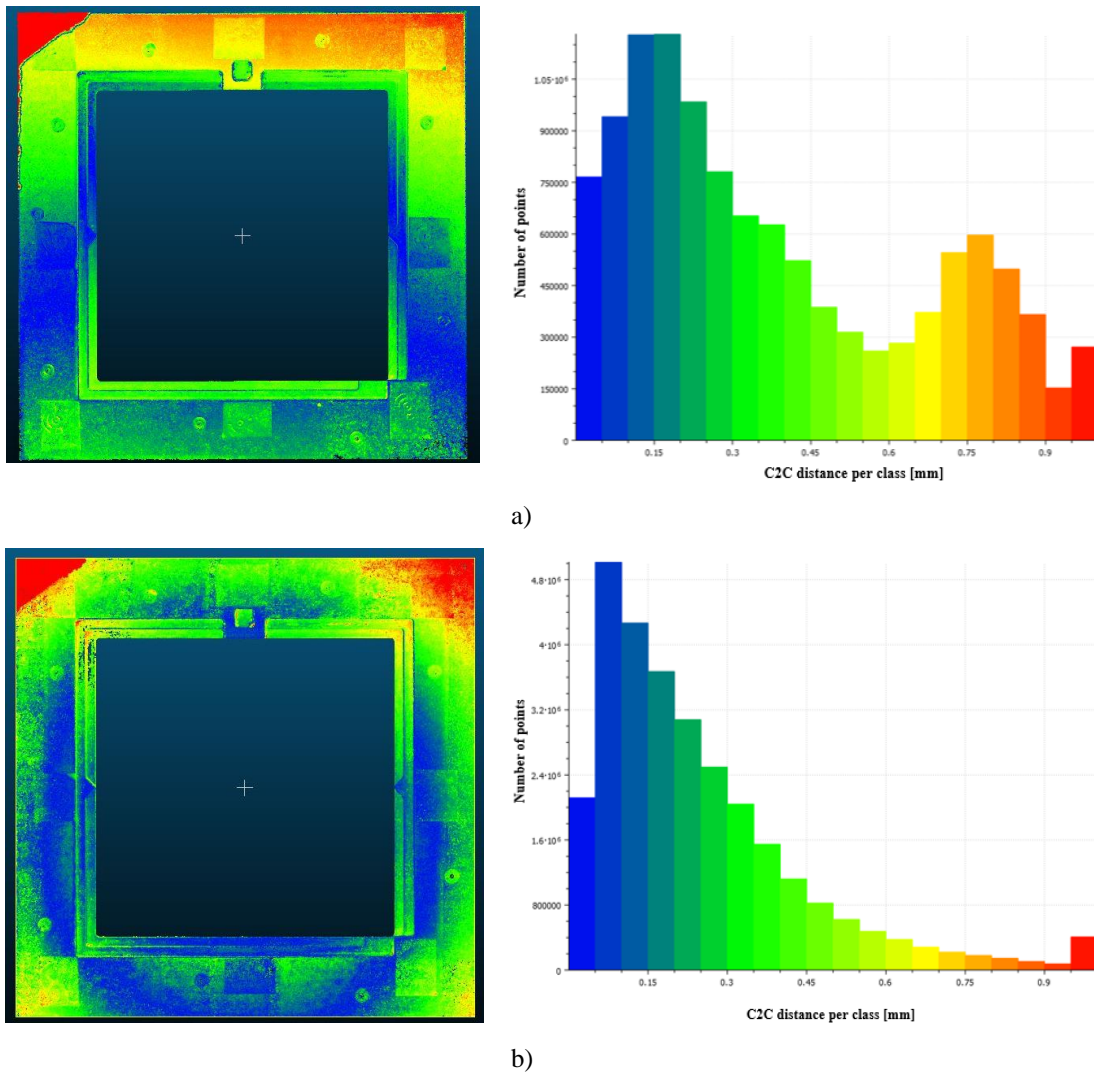 1.05·10⁶
900000
750000
600000
450000
300000
150000
0
Number of points
0.15 0.3 0.45 0.6 0.75 0.9
C2C distance per class [mm]
a)
4.8·10⁶
4·10⁶
3.2·10⁶
2.4·10⁶
1.6·10⁶
800000
0
Number of points
0.15 0.3 0.45 0.6 0.75 0.9
C2C distance per class [mm]
b)